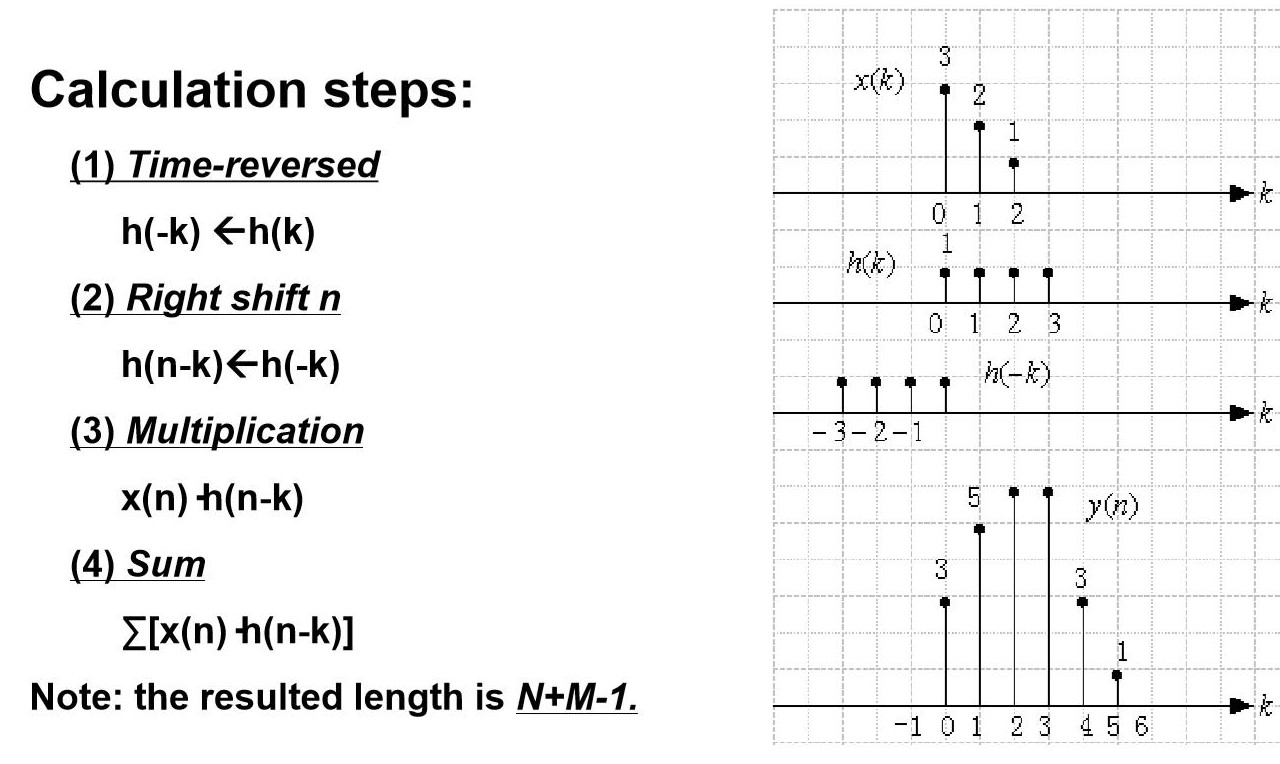 Calculation steps:
(1) Time-reversed
h(-k) ←h(k)
(2) Right shift n
h(n-k)←h(-k)
(3) Multiplication
x(n)·h(n-k)
(4) Sum
∑[x(n)·h(n-k)]
Note: the resulted length is N+M-1.
3
x(k)
2
1
k
0 1 2
1
h(k)
k
0 1 2 3
h(−k)
k
−3 −2 −1
5
y(n)
3
3
1
k
−1 0 1 2 3 4 5 6